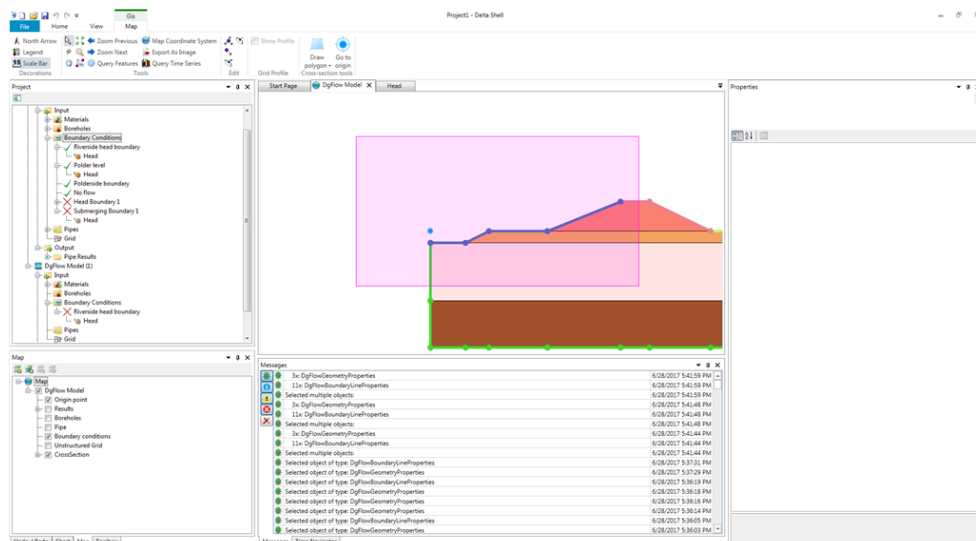 Project1 - Delta Shell
Gis
File Home View Map
North Arrow
Legend
Scale Bar
Decorations
Zoom Previous
Zoom Next
Query Features
Map Coordinate System
Export As Image
Query Time Series
Tools
Edit
Show Profile
Grid Profile
Draw polygon
Go to origin
Cross-section tools
Project
Input
Materials
Boreholes
Boundary Conditions
Riverside head boundary
Head
Polder level
Head
Polderside boundary
No flow
Head Boundary 1
Submerging Boundary 1
Head
Pipes
Grid
Output
Pipe Results
DgFlow Model (1)
Input
Materials
Boreholes
Boundary Conditions
Riverside head boundary
Head
Pipes
Grid
Map
Map
DgFlow Model
Origin point
Results
Boreholes
Pipe
Boundary conditions
Unstructured Grid
CrossSection
Start Page DgFlow Model Head
Messages
3x: DgFlowGeometryProperties 6/28/2017 5:41:59 PM
11x: DgFlowBoundaryLineProperties 6/28/2017 5:41:59 PM
Selected multiple objects: 6/28/2017 5:41:59 PM
3x: DgFlowGeometryProperties 6/28/2017 5:41:48 PM
11x: DgFlowBoundaryLineProperties 6/28/2017 5:41:48 PM
Selected multiple objects: 6/28/2017 5:41:48 PM
3x: DgFlowGeometryProperties 6/28/2017 5:41:44 PM
11x: DgFlowBoundaryLineProperties 6/28/2017 5:41:44 PM
Selected multiple objects: 6/28/2017 5:41:44 PM
Selected object of type: DgFlowBoundaryLineProperties 6/28/2017 5:37:31 PM
Selected object of type: DgFlowGeometryProperties 6/28/2017 5:37:29 PM
Selected object of type: DgFlowBoundaryLineProperties 6/28/2017 5:36:19 PM
Selected object of type: DgFlowGeometryProperties 6/28/2017 5:36:18 PM
Selected object of type: DgFlowGeometryProperties 6/28/2017 5:36:16 PM
Selected object of type: DgFlowGeometryProperties 6/28/2017 5:36:14 PM
Selected object of type: DgFlowBoundaryLineProperties 6/28/2017 5:36:05 PM
Selected object of type: DgFlowGeometryProperties 6/28/2017 5:36:03 PM
Properties